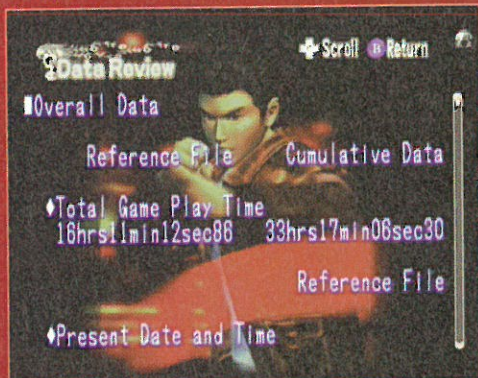 Data Review
Scroll B Return
Overall Data
Reference File Cumulative Data
Total Game Play Time
16hrs11min12sec86 33hrs17min06sec30
Reference File
Present Date and Time